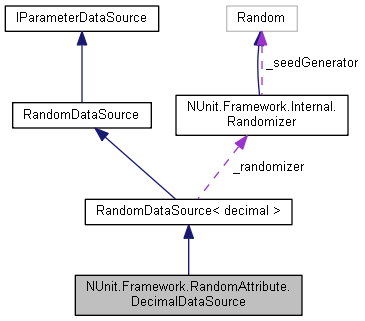 IParameterDataSource
Random
_seedGenerator
RandomDataSource
NUnit.Framework.Internal.
Randomizer
_randomizer
RandomDataSource< decimal >
NUnit.Framework.RandomAttribute.
DecimalDataSource